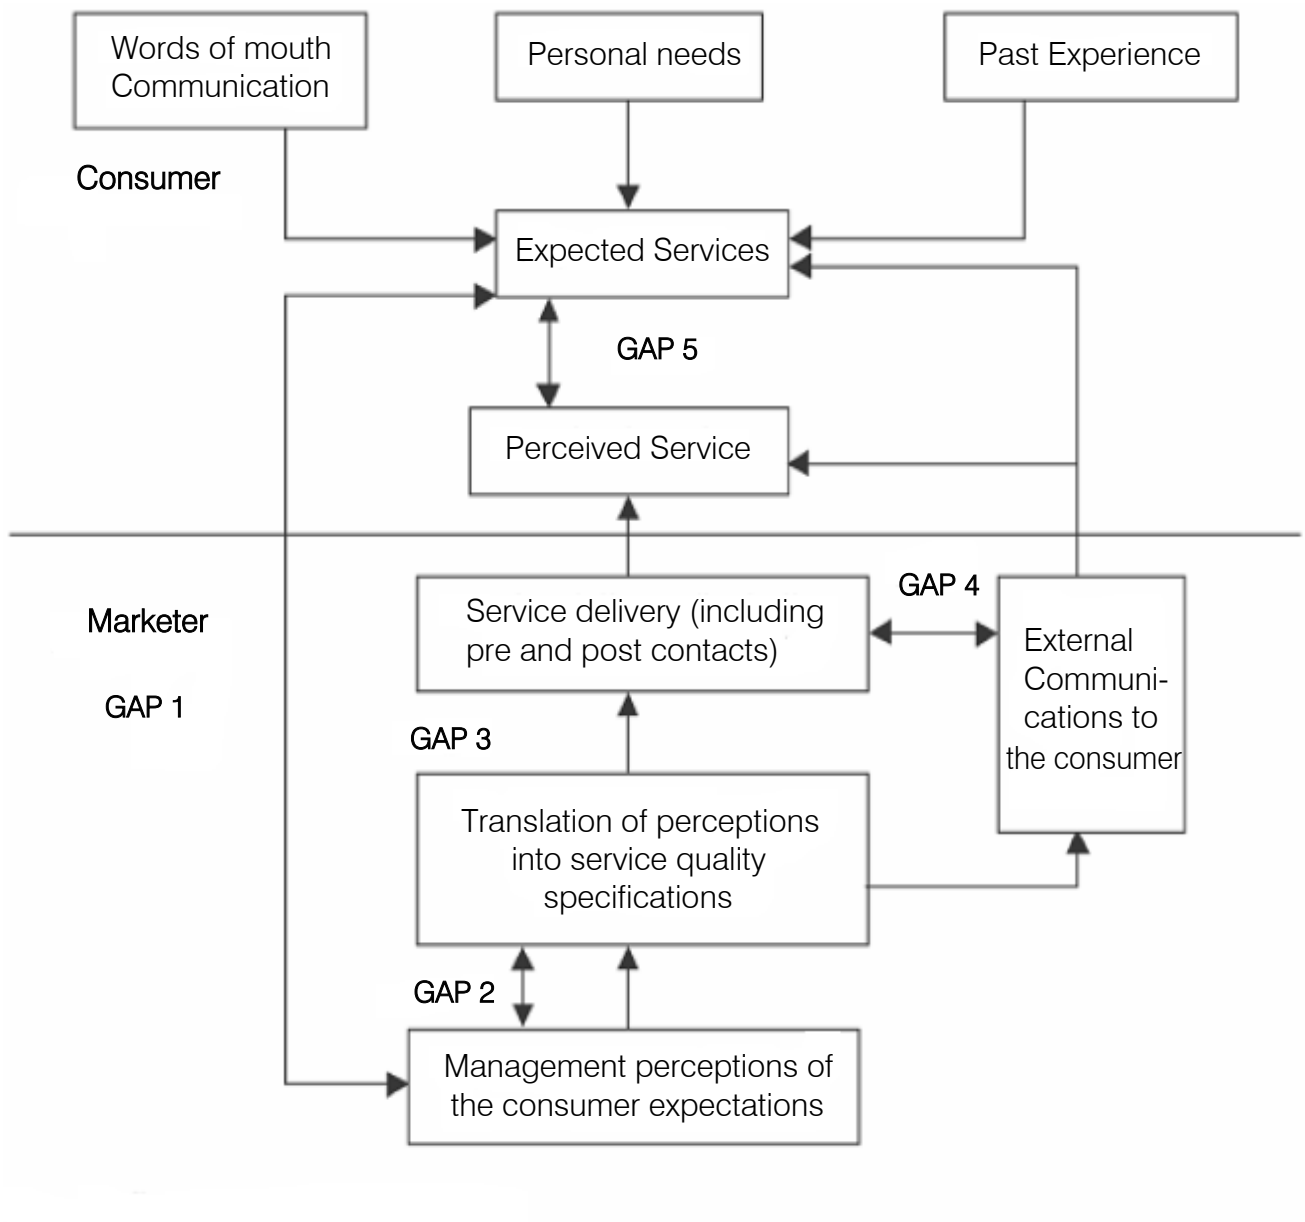 Words of mouth
Communication
Personal needs
Past Experience
Consumer
Expected Services
GAP 5
Perceived Service
Marketer
GAP 1
Service delivery (including
pre and post contacts)
GAP 4
External
Communi-
cations to
the consumer
GAP 3
Translation of perceptions
into service quality
specifications
GAP 2
Management perceptions of
the consumer expectations